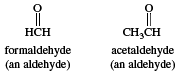 O O
HCH CH₃CH
formaldehyde acetaldehyde
(an aldehyde) (an aldehyde)